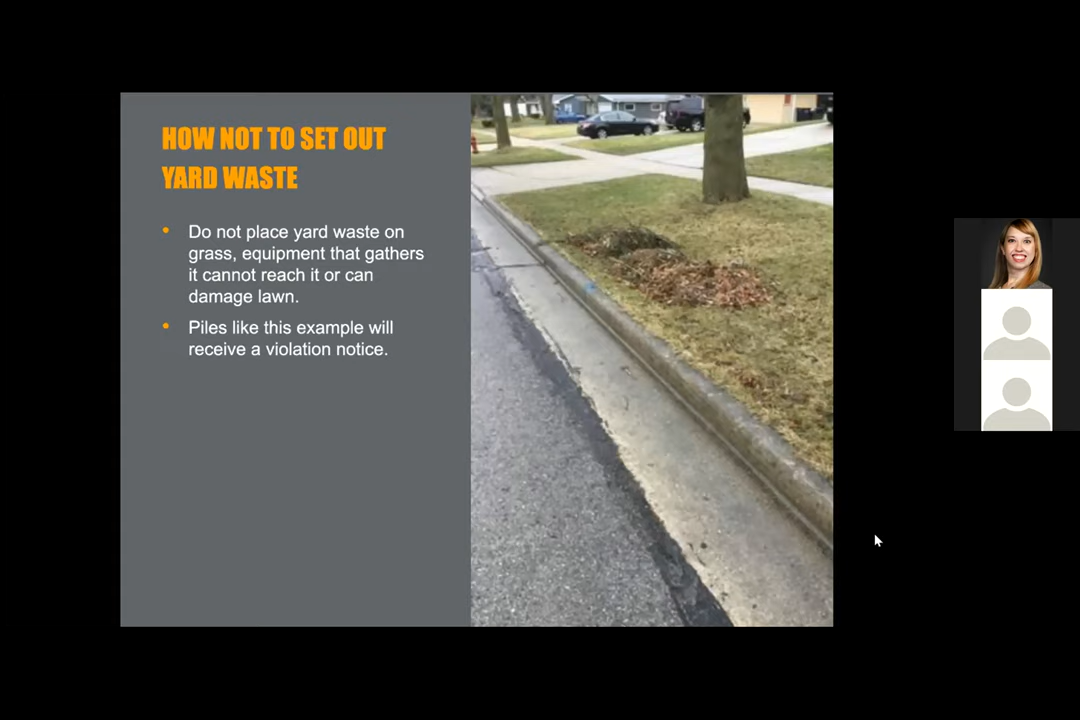 HOW NOT TO SET OUT
YARD WASTE
• Do not place yard waste on
grass, equipment that gathers
it cannot reach it or can
damage lawn.
• Piles like this example will
receive a violation notice.